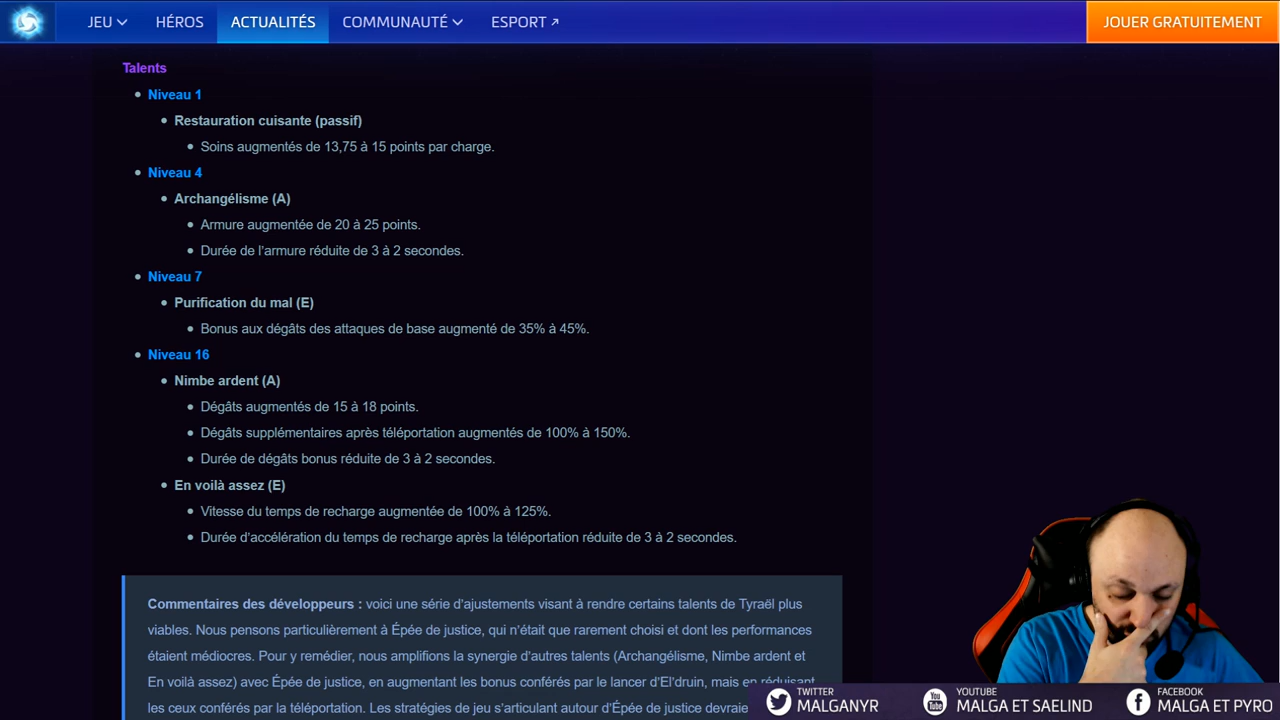 JEU HÉROS ACTUALITÉS COMMUNAUTÉ ESPORT JOUER GRATUITEMENT
Talents
Niveau 1
Restauration cuisante (passif)
Soins augmentés de 13,75 à 15 points par charge.
Niveau 4
Archangélisme (A)
Armure augmentée de 20 à 25 points.
Durée de l'armure réduite de 3 à 2 secondes.
Niveau 7
Purification du mal (E)
Bonus aux dégâts des attaques de base augmenté de 35% à 45%.
Niveau 16
Nimbe ardent (A)
Dégâts augmentés de 15 à 18 points.
Dégâts supplémentaires après téléportation augmentés de 100% à 150%.
Durée de dégâts bonus réduite de 3 à 2 secondes.
En voilà assez (E)
Vitesse du temps de recharge augmentée de 100% à 125%.
Durée d'accélération du temps de recharge après la téléportation réduite de 3 à 2 secondes.
Commentaires des développeurs : voici une série d'ajustements visant à rendre certains talents de Tyraël plus
viables. Nous pensons particulièrement à Épée de justice, qui n'était que rarement choisi et dont les performances
étaient médiocres. Pour y remédier, nous amplifions la synergie d'autres talents (Archangélisme, Nimbe ardent et
En voilà assez) avec Épée de justice, en augmentant les bonus conférés par le lancer d'El'druin, mais en réduisant
les ceux conférés par la téléportation. Les stratégies de jeu s'articulant autour d'Épée de justice
TWITTER
MALGANYR
YOUTUBE
MALGA ET SAELIND
FACEBOOK
MALGA ET PYRO